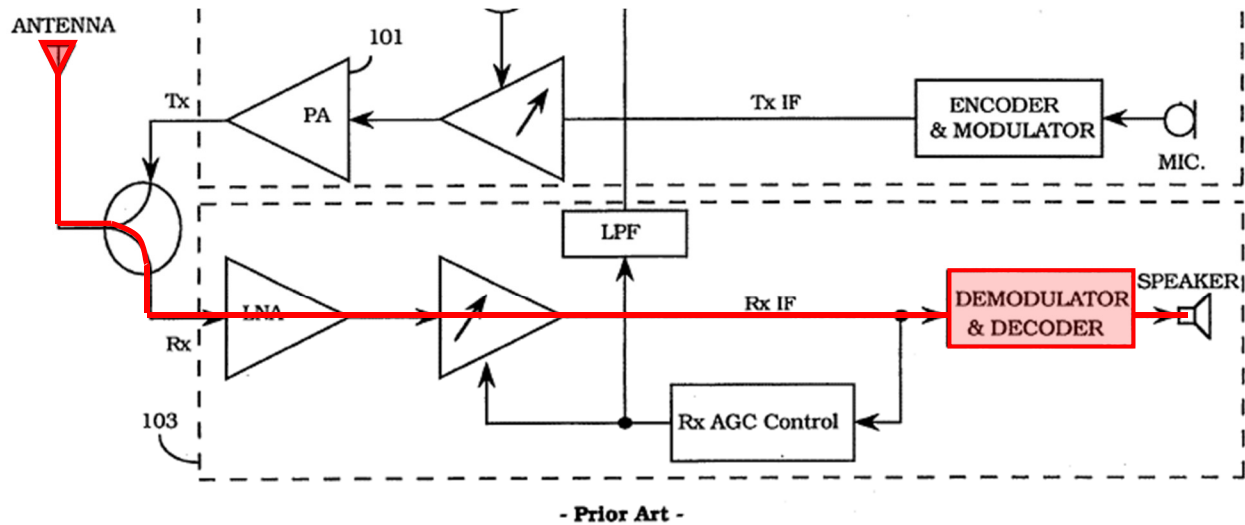 ANTENNA
101
Tx
PA
Tx IF
ENCODER
& MODULATOR
MIC.
LPF
SPEAKER
LNA
Rx IF
DEMODULATOR
& DECODER
Rx
103
Rx AGC Control
- Prior Art -